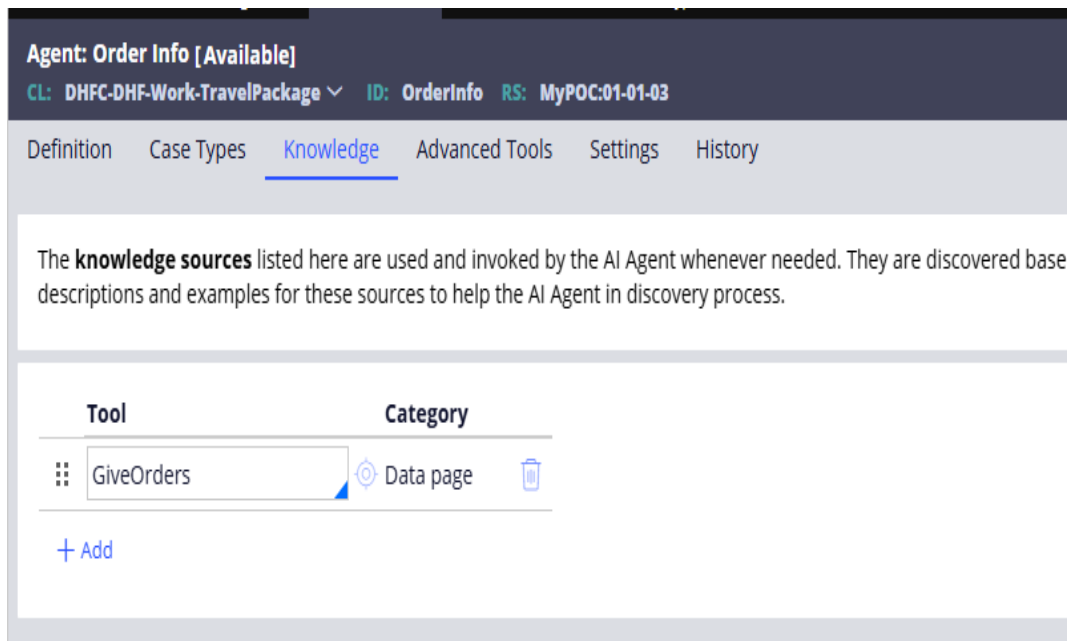 Agent: Order Info [Available]
CL: DHFC-DHF-Work-TravelPackage ID: OrderInfo RS: MyPOC:01-01-03
Definition Case Types Knowledge Advanced Tools Settings History
The knowledge sources listed here are used and invoked by the AI Agent whenever needed. They are discovered base
descriptions and examples for these sources to help the AI Agent in discovery process.
Tool Category
GiveOrders Data page
+ Add